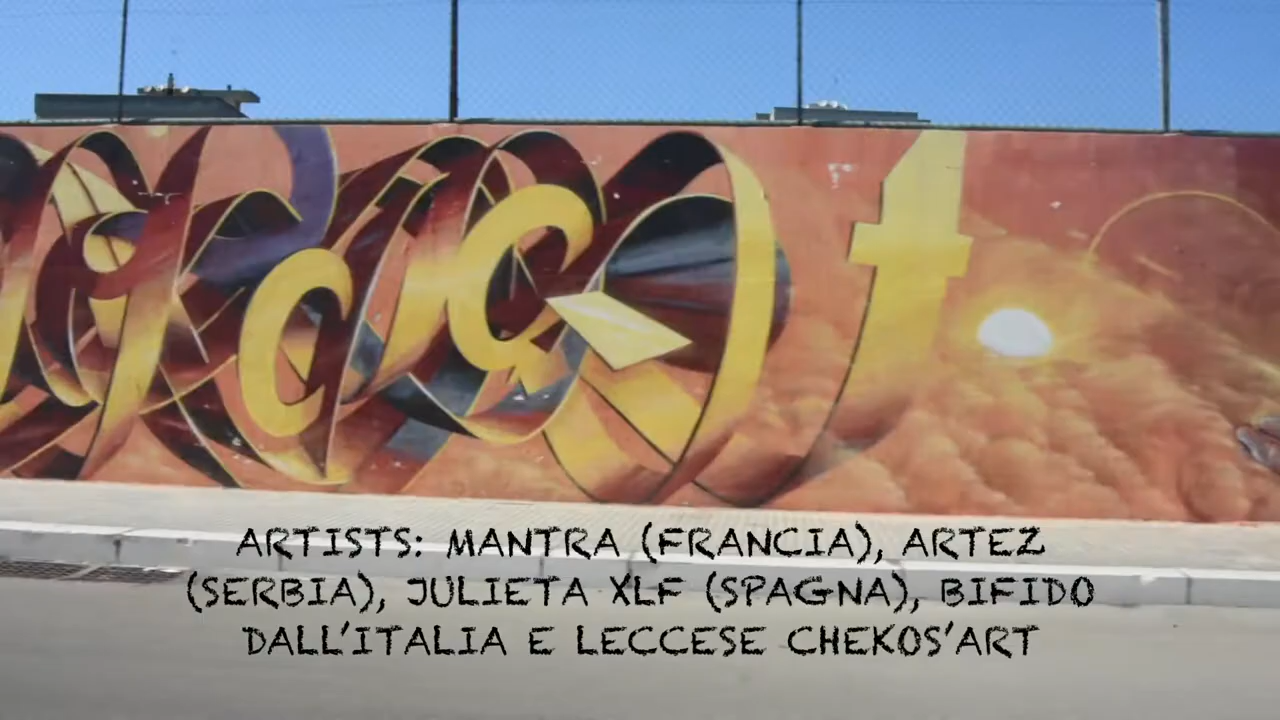 ARTISTS: MANTRA (FRANCIA), ARTEZ
(SERBIA), JULIETA XLF (SPAGNA), BIFIDO
DALL'ITALIA E LECCESE CHEKOS'ART